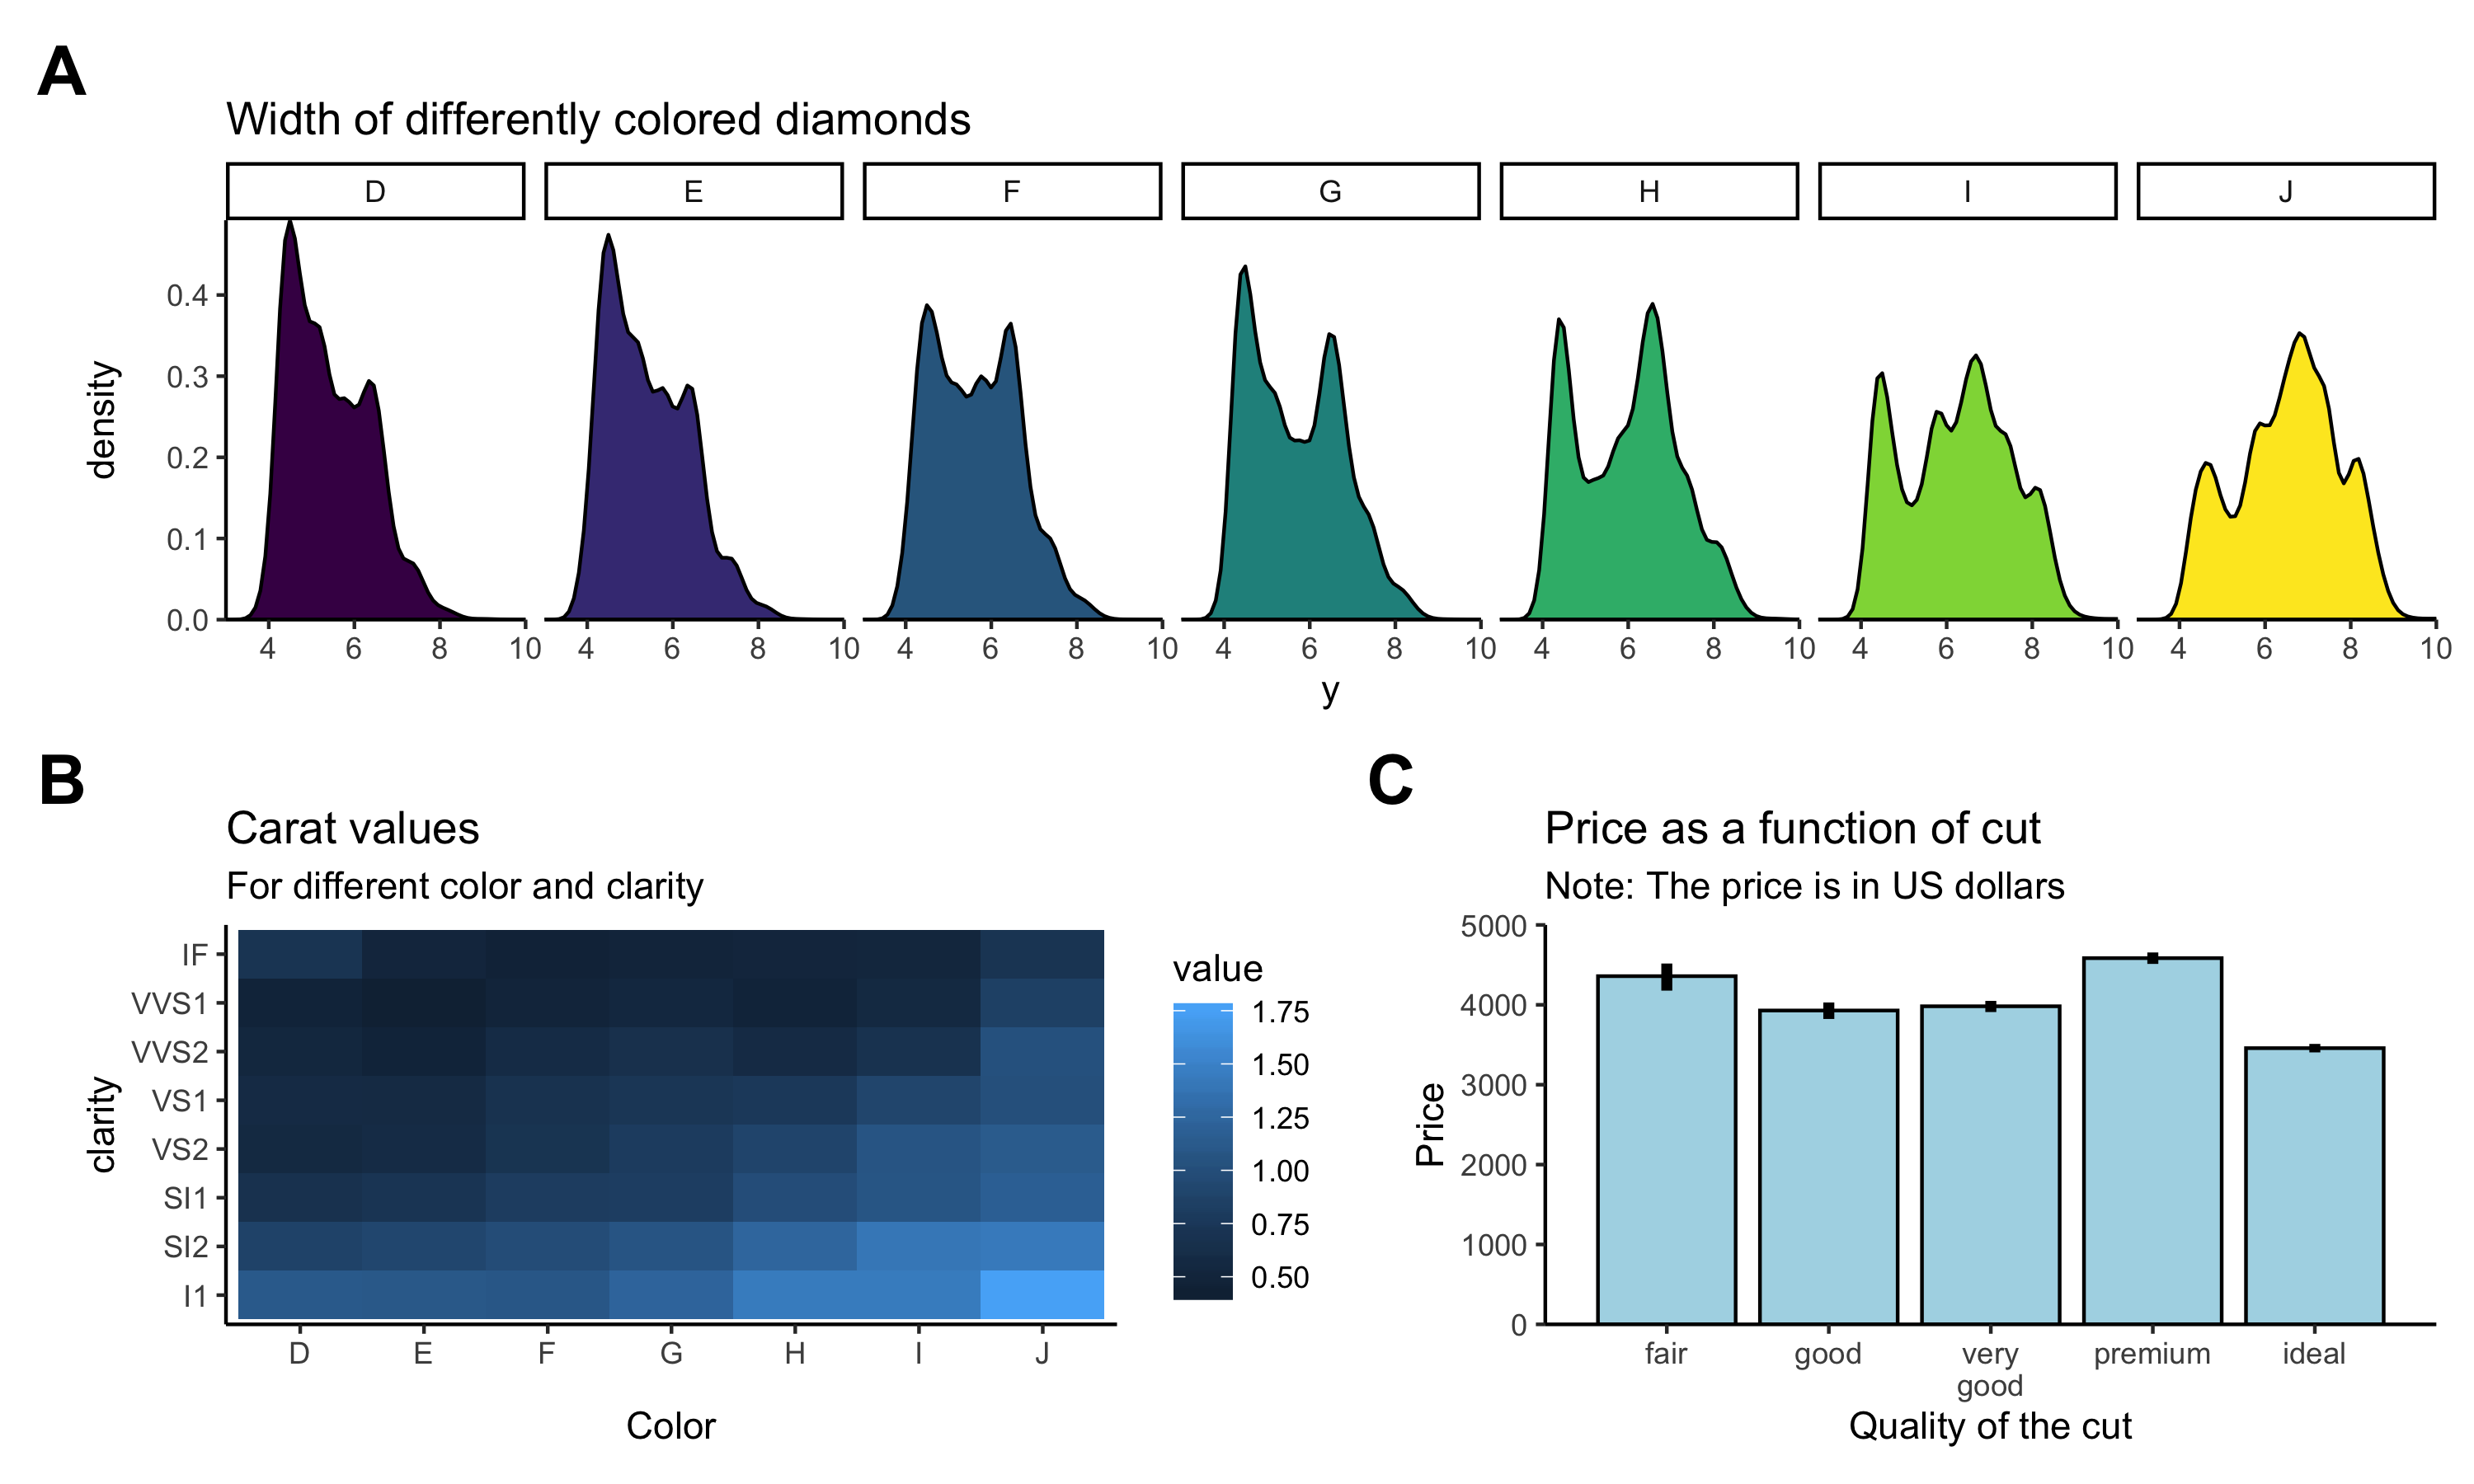 A
Width of differently colored diamonds
D E F G H I J
density
0.4
0.3
0.2
0.1
0.0
4 6 8 10 4 6 8 10 4 6 8 10 4 6 8 10 4 6 8 10 4 6 8 10 4 6 8 10
y
B
Carat values
For different color and clarity
clarity
IF
VVS1
VVS2
VS1
VS2
SI1
SI2
I1
D E F G H I J
Color
value
1.75
1.50
1.25
1.00
0.75
0.50
C
Price as a function of cut
Note: The price is in US dollars
Price
5000
4000
3000
2000
1000
0
fair good very premium ideal
good
Quality of the cut